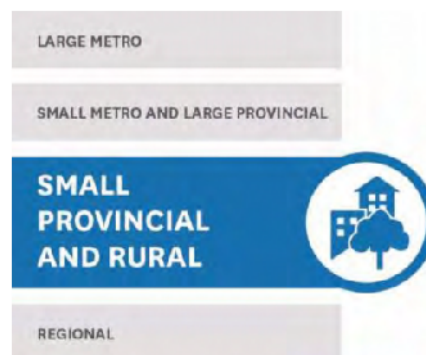 LARGE METRO
SMALL METRO AND LARGE PROVINCIAL
SMALL
PROVINCIAL
AND RURAL
REGIONAL